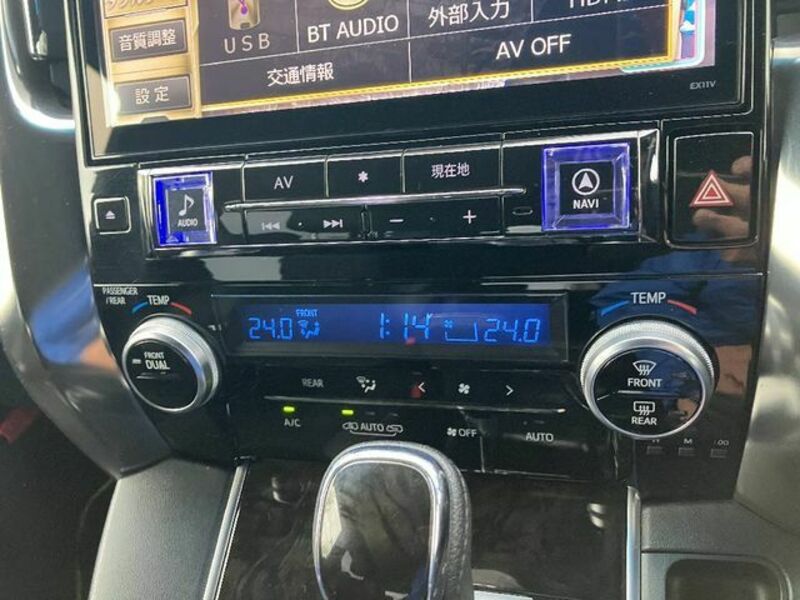 音質調整
設定
USB
BT AUDIO
外部入力
交通情報
AV OFF
EX11V
AUDIO
AV
*
現在地
NAVI
PASSENGER
/REAR
TEMP
TEMP
24.0
FRONT
1:14
24.0
FRONT
DUAL
REAR
FRONT
REAR
A/C
AUTO
OFF
AUTO